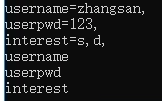 username=zhangsan,
userpwd=123,
interest=s,d,
username
userpwd
interest